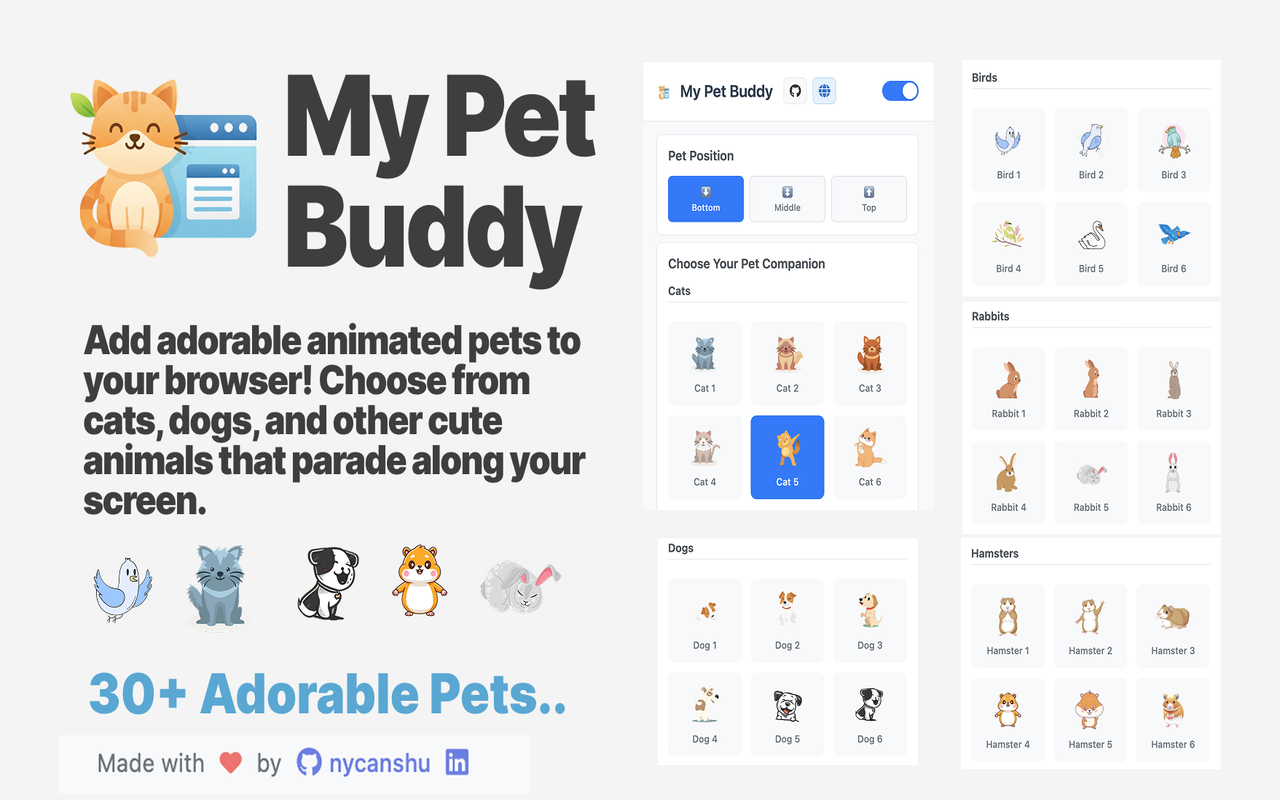 My Pet
Buddy
Add adorable animated pets to
your browser! Choose from
cats, dogs, and other cute
animals that parade along your
screen.
30+ Adorable Pets..
Made with by nycanshu in
My Pet Buddy
Pet Position
Bottom Middle Top
Choose Your Pet Companion
Cats
Cat 1 Cat 2 Cat 3
Cat 4 Cat 5 Cat 6
Dogs
Dog 1 Dog 2 Dog 3
Dog 4 Dog 5 Dog 6
Birds
Bird 1 Bird 2 Bird 3
Bird 4 Bird 5 Bird 6
Rabbits
Rabbit 1 Rabbit 2 Rabbit 3
Rabbit 4 Rabbit 5 Rabbit 6
Hamsters
Hamster 1 Hamster 2 Hamster 3
Hamster 4 Hamster 5 Hamster 6